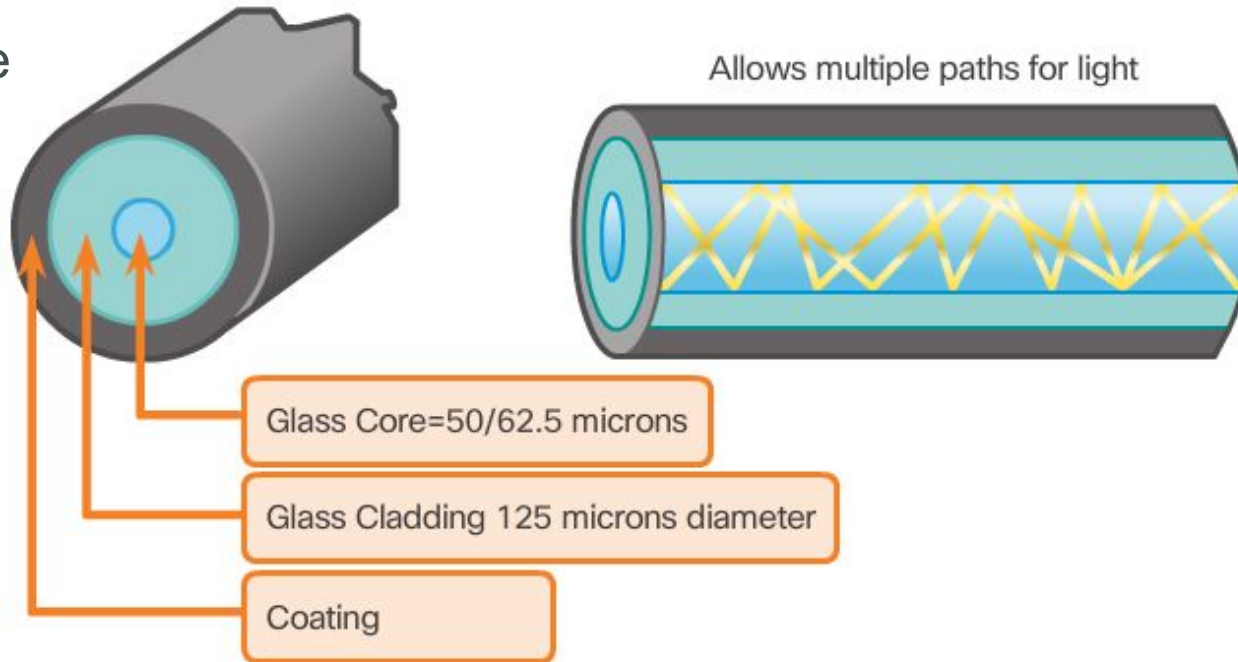 e
Allows multiple paths for light
Glass Core=50/62.5 microns
Glass Cladding 125 microns diameter
Coating